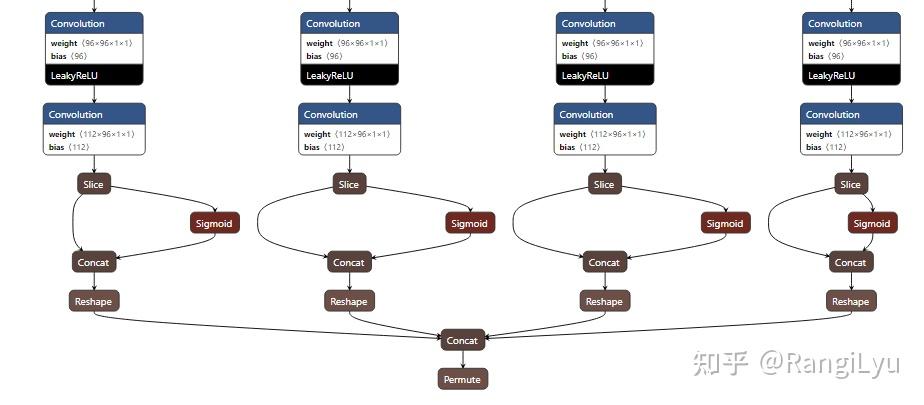 Convolution Convolution Convolution Convolution
weight ⟨96×96×1×1⟩ weight ⟨96×96×1×1⟩ weight ⟨96×96×1×1⟩ weight ⟨96×96×1×1⟩
bias ⟨96⟩ bias ⟨96⟩ bias ⟨96⟩ bias ⟨96⟩
LeakyReLU LeakyReLU LeakyReLU LeakyReLU
Convolution Convolution Convolution Convolution
weight ⟨112×96×1×1⟩ weight ⟨112×96×1×1⟩ weight ⟨112×96×1×1⟩ weight ⟨112×96×1×1⟩
bias ⟨112⟩ bias ⟨112⟩ bias ⟨112⟩ bias ⟨112⟩
Slice Slice Slice Slice
Sigmoid Sigmoid Sigmoid Sigmoid
Concat Concat Concat Concat
Reshape Reshape Reshape Reshape
Concat
Permute
知乎 @RangiLyu